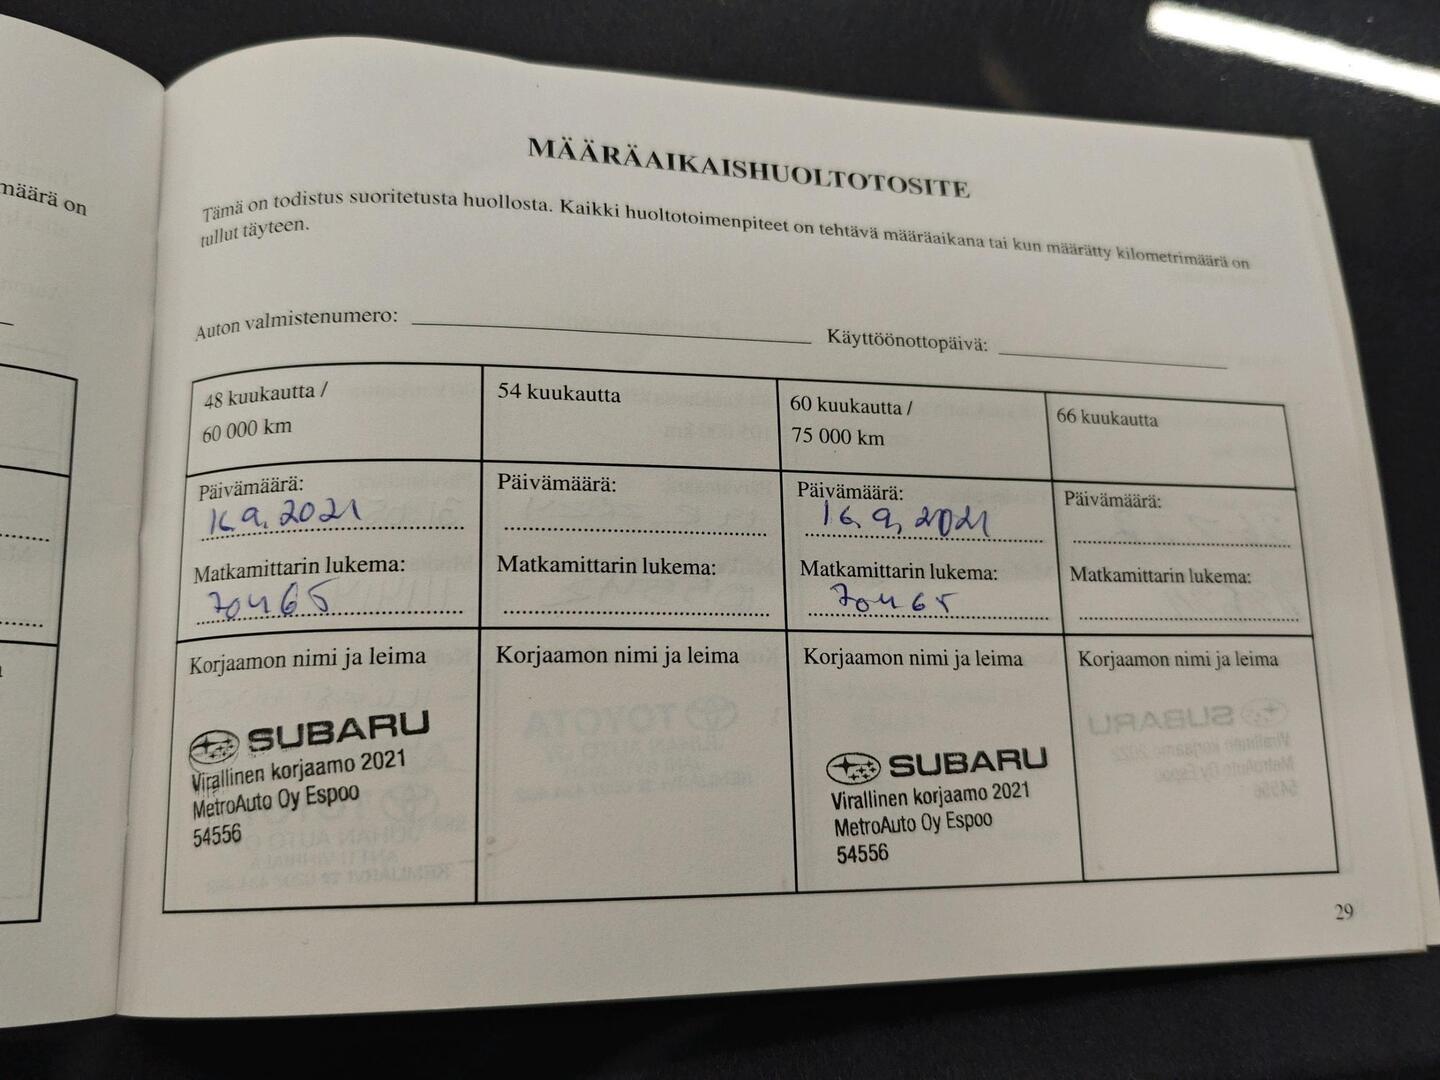 määrä on
MÄÄRÄAIKAISHUOLTOTOSITE
Tämä on todistus suoritetusta huollosta. Kaikki huoltotoimenpiteet on tehtävä määräaikana tai kun määrätty kilometrimäärä on
tullut täyteen.
Auton valmistenumero:
Käyttöönottopäivä:
48 kuukautta /
60 000 km
Päivämäärä:
16.9.2021
Matkamittarin lukema:
70465
Korjaamon nimi ja leima
SUBARU
Virallinen korjaamo 2021
MetroAuto Oy Espoo
54556
54 kuukautta
Päivämäärä:
Matkamittarin lukema:
Korjaamon nimi ja leima
60 kuukautta /
75 000 km
Päivämäärä:
16.9.2021
Matkamittarin lukema:
70465
Korjaamon nimi ja leima
SUBARU
Virallinen korjaamo 2021
MetroAuto Oy Espoo
54556
66 kuukautta
Päivämäärä:
Matkamittarin lukema:
Korjaamon nimi ja leima
29